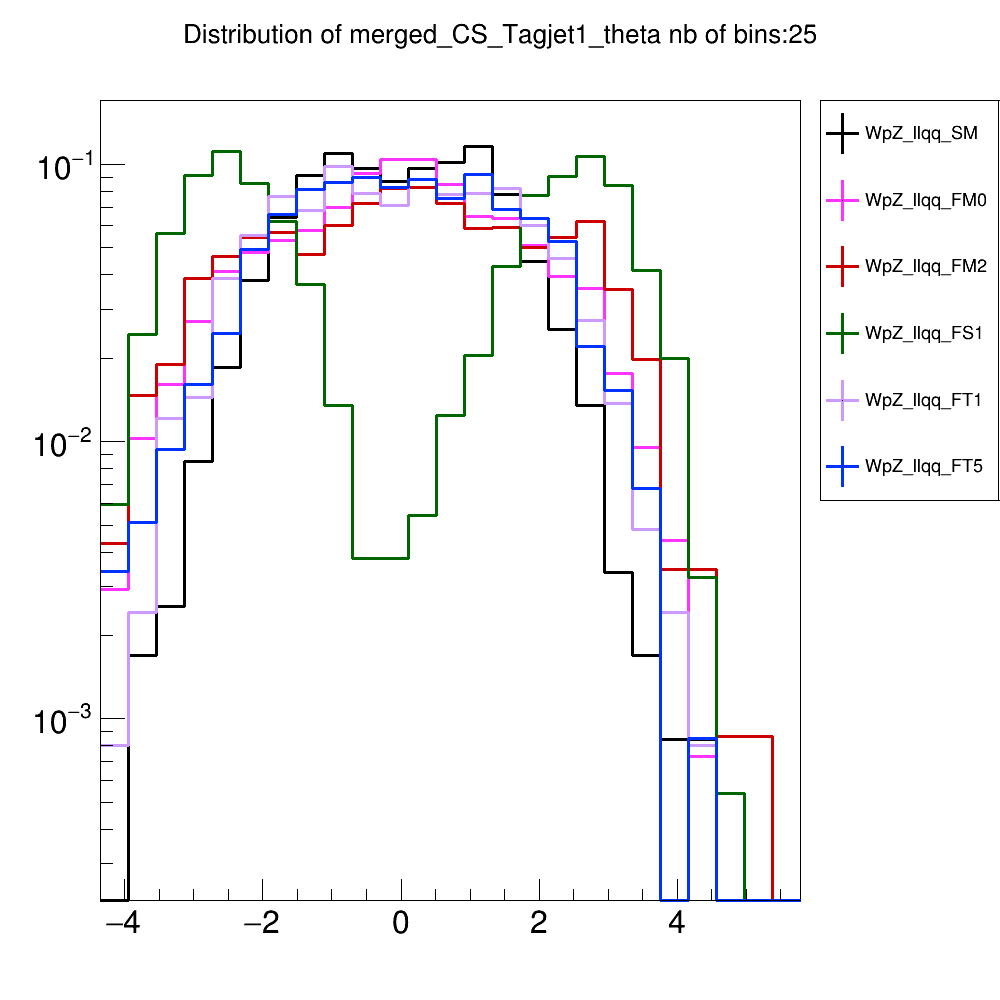 Distribution of merged_CS_Tagjet1_theta nb of bins:25
10⁻¹
10⁻²
10⁻³
−4 −2 0 2 4
WpZ_llqq_SM
WpZ_llqq_FM0
WpZ_llqq_FM2
WpZ_llqq_FS1
WpZ_llqq_FT1
WpZ_llqq_FT5